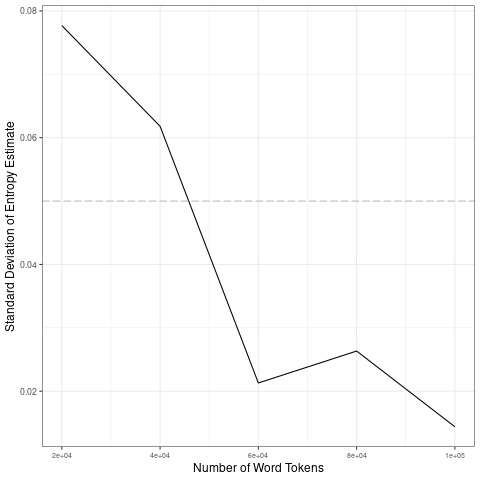 Standard Deviation of Entropy Estimate
0.08
0.06
0.04
0.02
2e+04 4e+04 6e+04 8e+04 1e+05
Number of Word Tokens